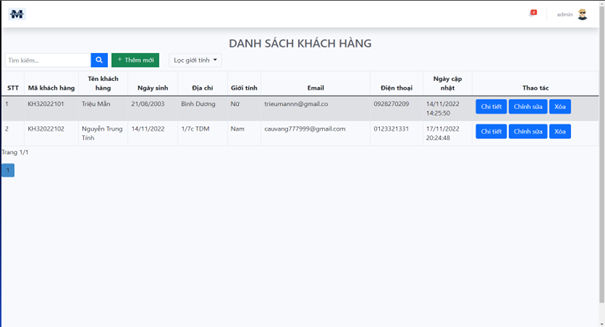 admin
DANH SÁCH KHÁCH HÀNG
Tìm kiếm... + Thêm mới Lọc giới tính
STT Mã khách hàng Tên khách hàng Ngày sinh Địa chỉ Giới tính Email Điện thoại Ngày cập nhật Thao tác
1 KH32022101 Triệu Mẫn 21/08/2003 Bình Dương Nữ trieumannn@gmail.co 0928270209 14/11/2022 14:25:50 Chi tiết Chỉnh sửa Xóa
2 KH32022102 Nguyễn Trung Tính 14/11/2022 1/7c TDM Nam cauvang777999@gmail.com 0123321331 17/11/2022 20:24:48 Chi tiết Chỉnh sửa Xóa
Trang 1/1
1